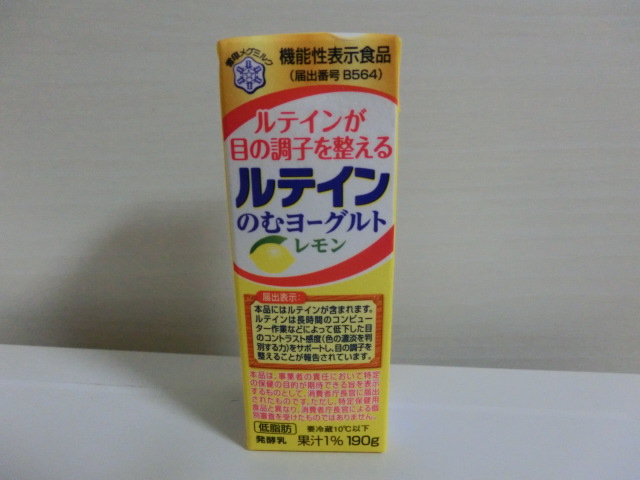 雪印メグミルク
機能性表示食品
(届出番号 B564)
ルテインが
目の調子を整える
ルテイン
のむヨーグルト
レモン
届出表示:
本品にはルテインが含まれます。
ルテインは長時間のコンピュー
ター作業などによって低下した目
のコントラスト感度(色の濃淡を判
別する力)をサポートし、目の調子を
整えることが報告されています。
本品は、事業者の責任において特定
の保健の目的が期待できる旨を表示
するものとして、消費者庁長官に届出
されたものです。ただし、特定保健用
食品と異なり、消費者庁長官による個
別審査を受けたものではありません。
低脂肪 要冷蔵10℃以下
発酵乳 果汁1% 190g